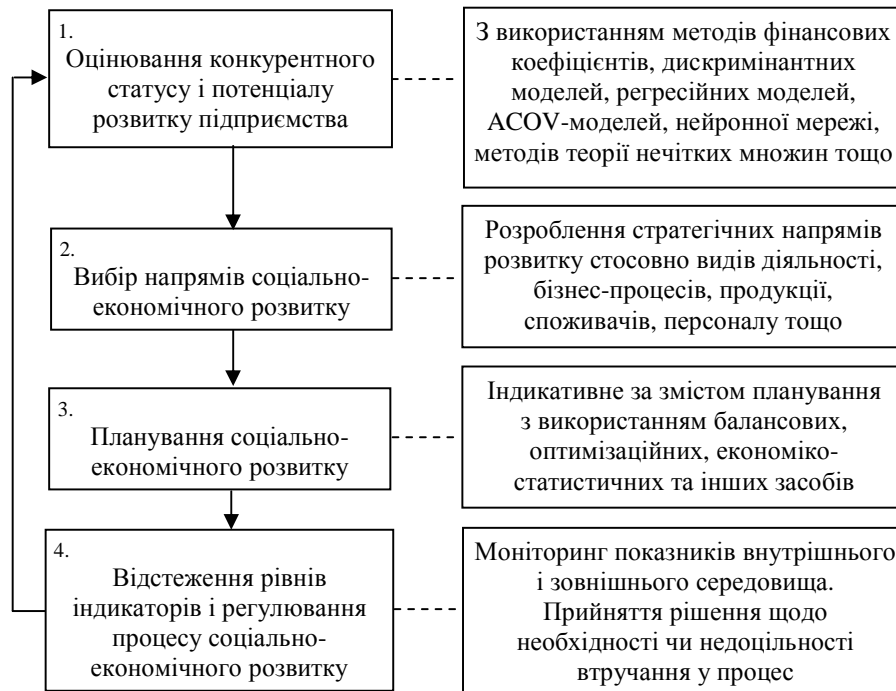 1.
Оцінювання конкурентного
статусу і потенціалу
розвитку підприємства
З використанням методів фінансових
коефіцієнтів, дискримінантних
моделей, регресійних моделей,
ACOV-моделей, нейронної мережі,
методів теорії нечітких множин тощо
2.
Вибір напрямів соціально-
економічного розвитку
Розроблення стратегічних напрямів
розвитку стосовно видів діяльності,
бізнес-процесів, продукції,
споживачів, персоналу тощо
3.
Планування соціально-
економічного розвитку
Індикативне за змістом планування
з використанням балансових,
оптимізаційних, економіко-
статистичних та інших засобів
4.
Відстеження рівнів
індикаторів і регулювання
процесу соціально-
економічного розвитку
Моніторинг показників внутрішнього
і зовнішнього середовища.
Прийняття рішення щодо
необхідності чи недоцільності
втручання у процес